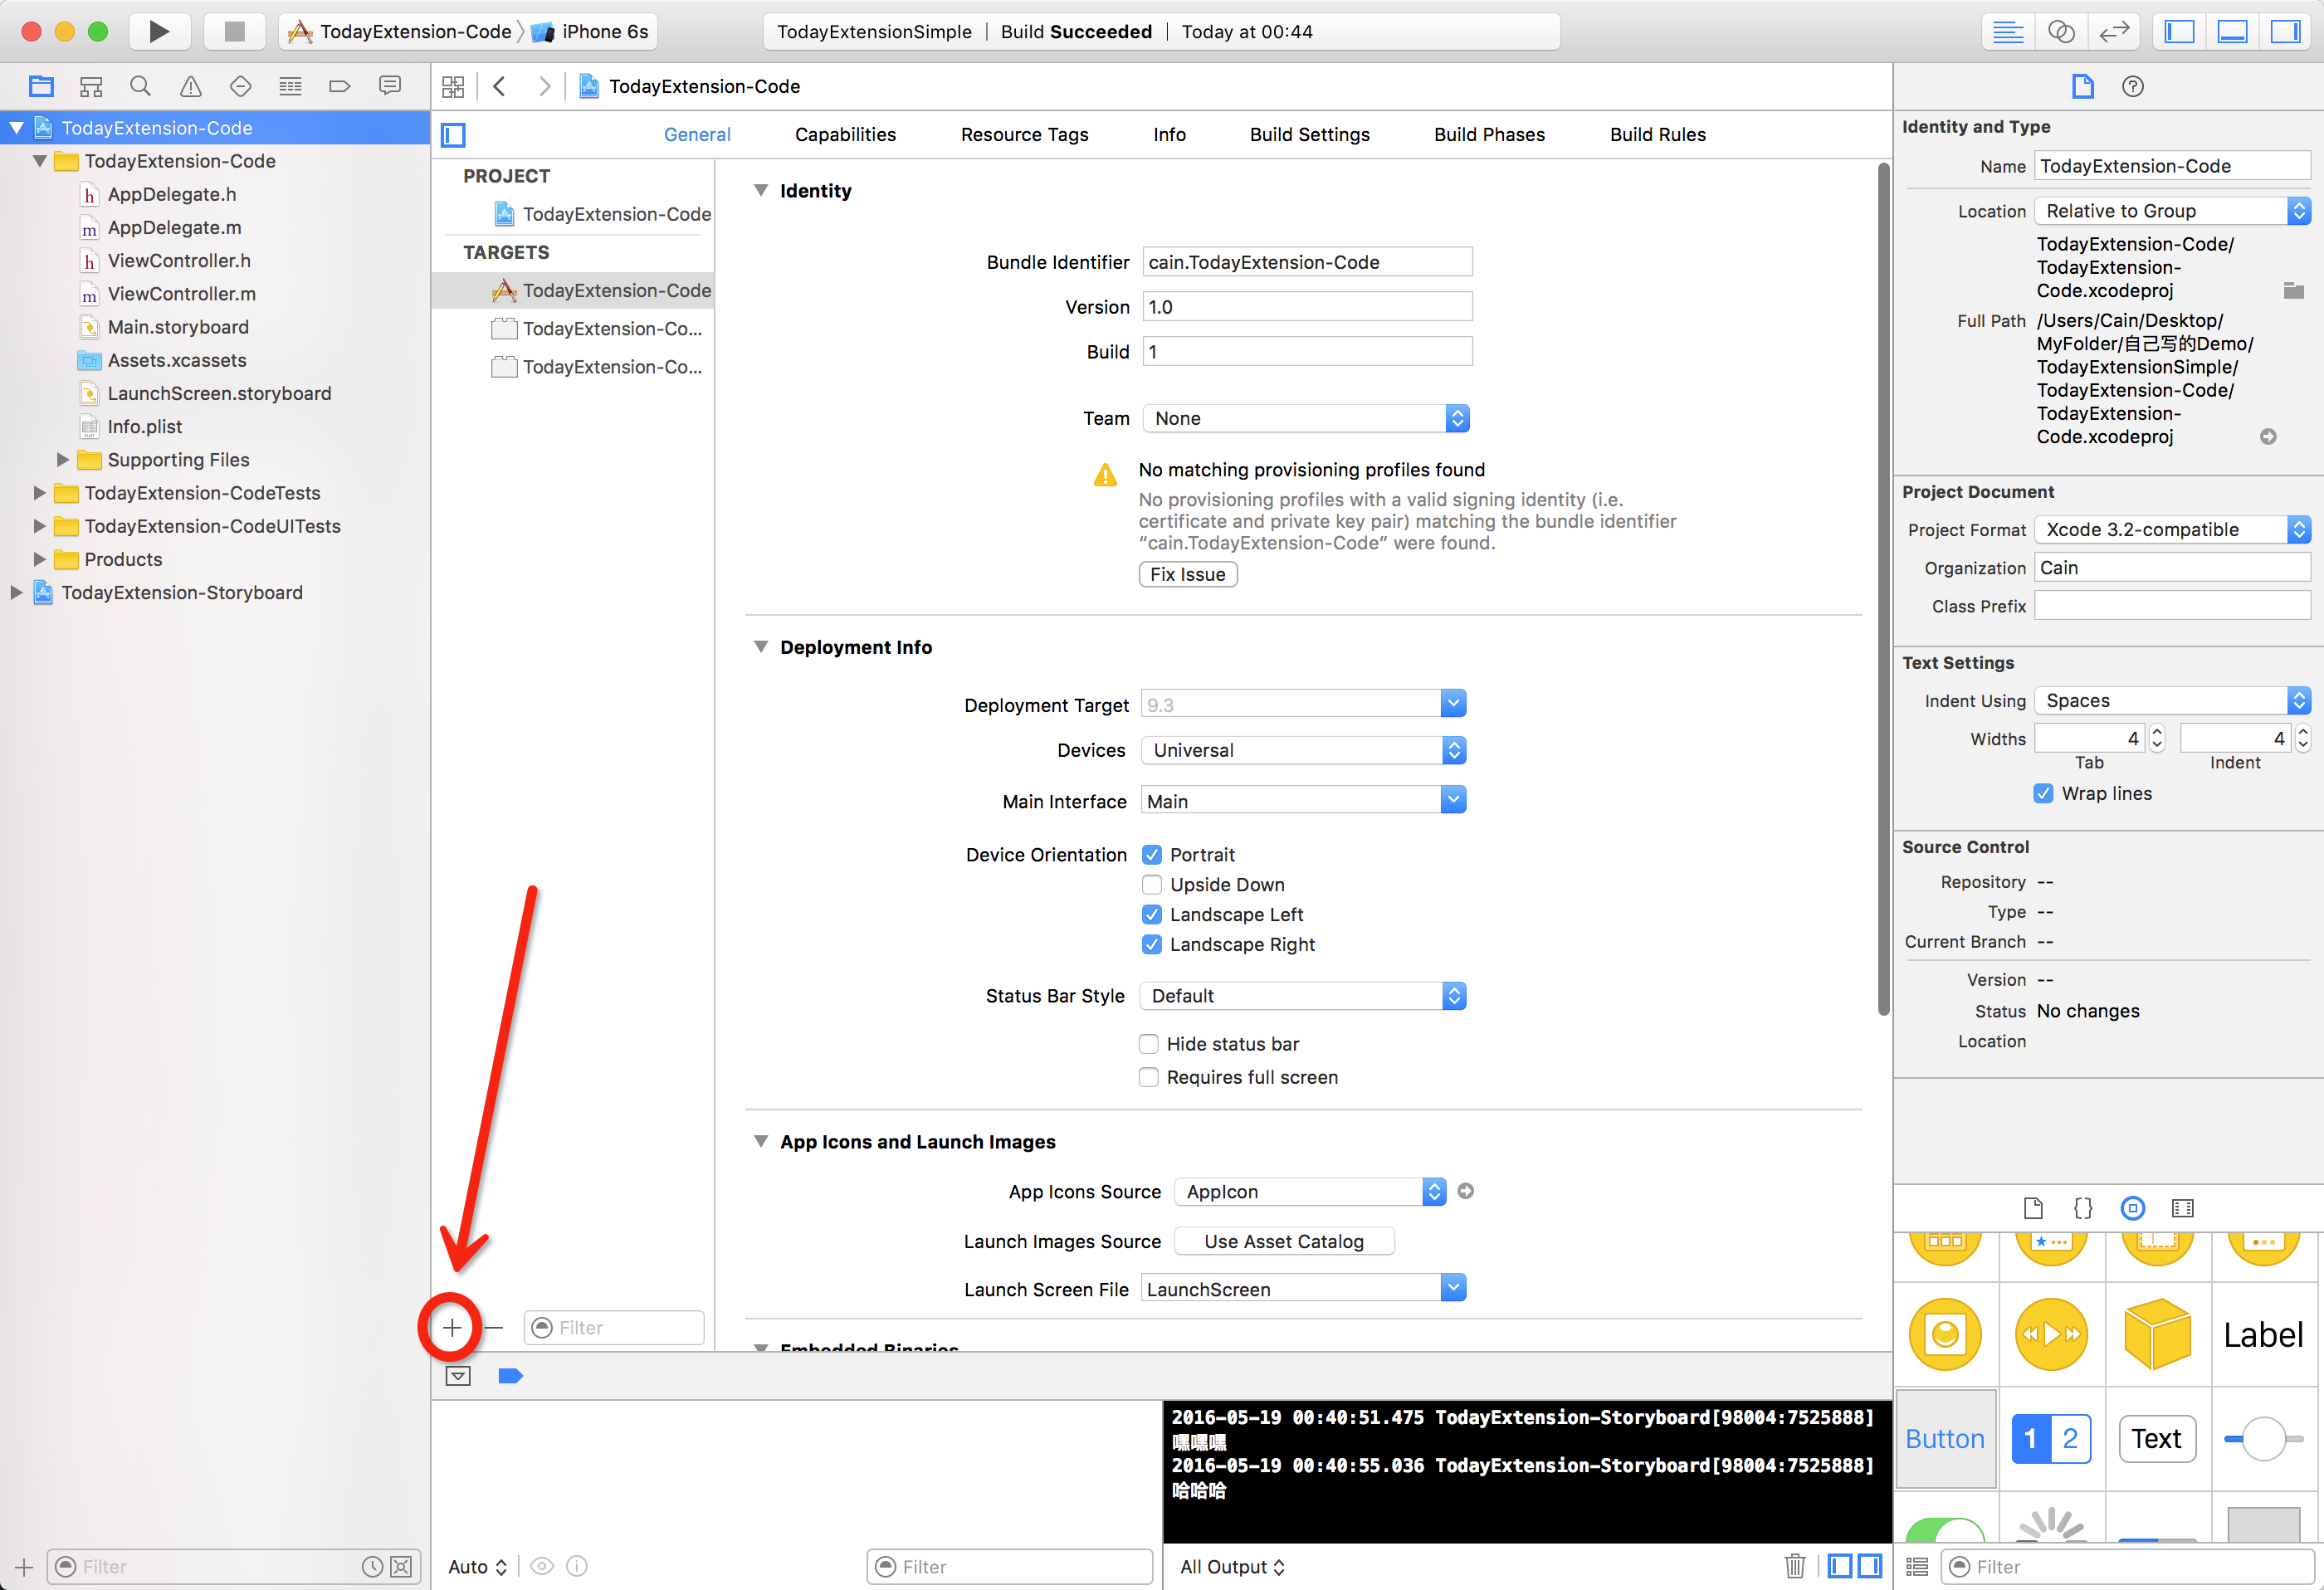 TodayExtension-Code
iPhone 6s
TodayExtensionSimple
Build Succeeded
Today at 00:44
TodayExtension-Code
TodayExtension-Code
TodayExtension-Code
h AppDelegate.h
m AppDelegate.m
h ViewController.h
m ViewController.m
Main.storyboard
Assets.xcassets
LaunchScreen.storyboard
Info.plist
Supporting Files
TodayExtension-CodeTests
TodayExtension-CodeUITests
Products
TodayExtension-Storyboard
Filter
General
Capabilities
Resource Tags
Info
Build Settings
Build Phases
Build Rules
PROJECT
TodayExtension-Code
TARGETS
TodayExtension-Code
TodayExtension-Co...
TodayExtension-Co...
Filter
Identity
Bundle Identifier cain.TodayExtension-Code
Version 1.0
Build 1
Team None
No matching provisioning profiles found
No provisioning profiles with a valid signing identity (i.e.
certificate and private key pair) matching the bundle identifier
“cain.TodayExtension-Code” were found.
Fix Issue
Deployment Info
Deployment Target 9.3
Devices Universal
Main Interface Main
Device Orientation Portrait
Upside Down
Landscape Left
Landscape Right
Status Bar Style Default
Hide status bar
Requires full screen
App Icons and Launch Images
App Icons Source AppIcon
Launch Images Source Use Asset Catalog
Launch Screen File LaunchScreen
Embedded Binaries
2016-05-19 00:40:51.475 TodayExtension-Storyboard[98004:7525888]
嘿嘿嘿
2016-05-19 00:40:55.036 TodayExtension-Storyboard[98004:7525888]
哈哈哈
Auto
Filter
All Output
Identity and Type
Name TodayExtension-Code
Location Relative to Group
TodayExtension-Code/
TodayExtension-
Code.xcodeproj
Full Path /Users/Cain/Desktop/
MyFolder/自己写的Demo/
TodayExtensionSimple/
TodayExtension-Code/
TodayExtension-
Code.xcodeproj
Project Document
Project Format Xcode 3.2-compatible
Organization Cain
Class Prefix
Text Settings
Indent Using Spaces
Widths 4 4
Tab Indent
Wrap lines
Source Control
Repository --
Type --
Current Branch --
Version --
Status No changes
Location
Label
Button
1 2
Text
Filter